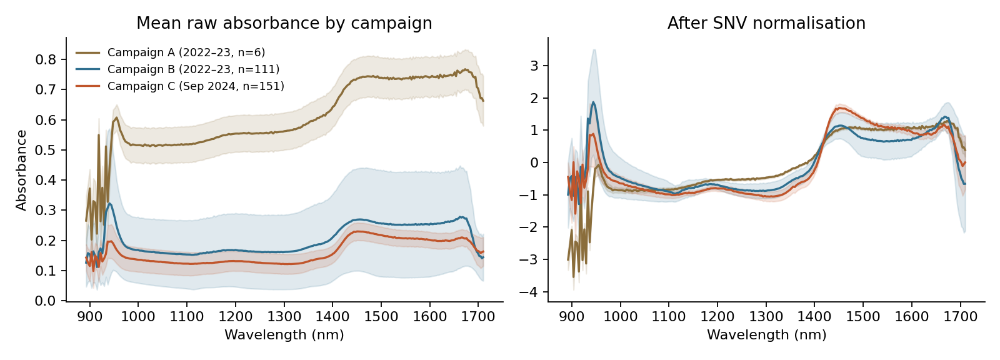 Mean raw absorbance by campaign
Absorbance
0.8
0.7
0.6
0.5
0.4
0.3
0.2
0.1
0.0
Campaign A (2022–23, n=6)
Campaign B (2022–23, n=111)
Campaign C (Sep 2024, n=151)
900 1000 1100 1200 1300 1400 1500 1600 1700
Wavelength (nm)
After SNV normalisation
3
2
1
0
−1
−2
−3
−4
900 1000 1100 1200 1300 1400 1500 1600 1700
Wavelength (nm)